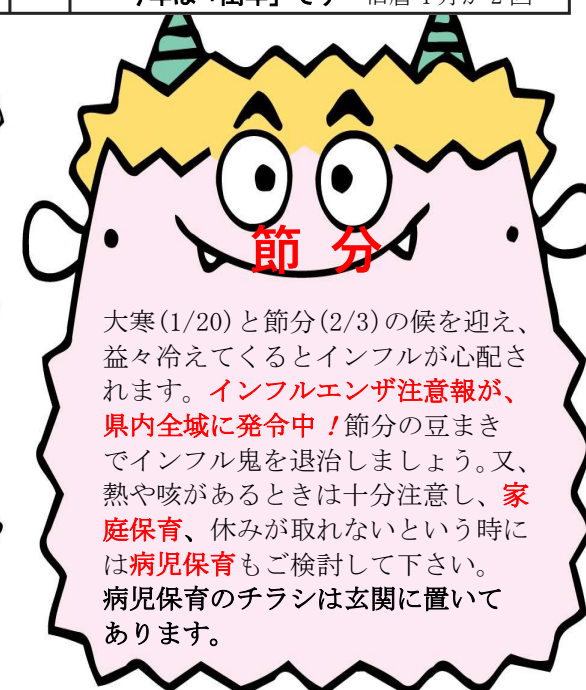 節 分
大寒(1/20)と節分(2/3)の候を迎え、
益々冷えてくるとインフルが心配さ
れます。インフルエンザ注意報が、
県内全域に発令中！節分の豆まき
でインフル鬼を退治しましょう。又、
熱や咳があるときは十分注意し、家
庭保育、休みが取れないという時に
は病児保育もご検討して下さい。
病児保育のチラシは玄関に置いて
あります。